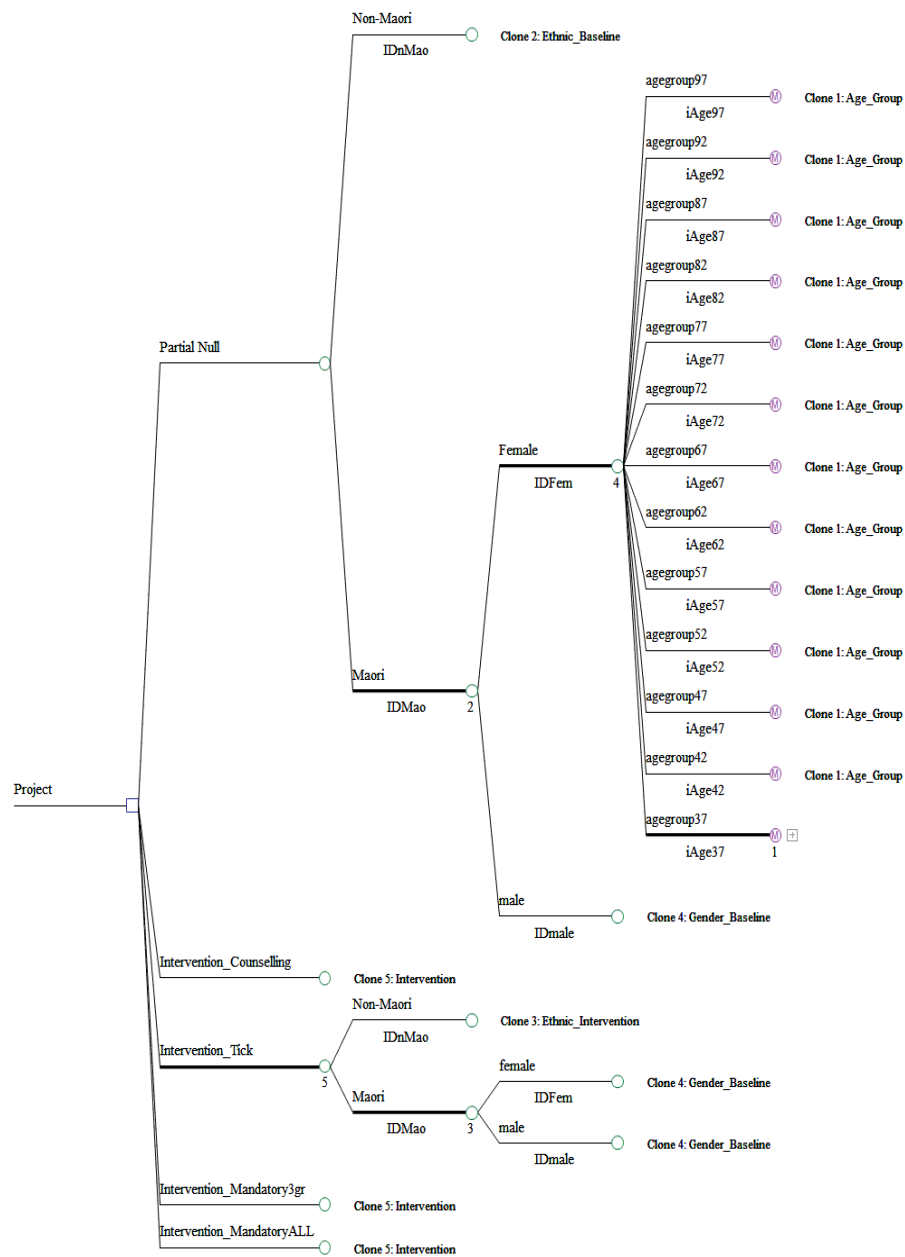 Non-Maori
IDnMao
Clone 2: Ethnic_Baseline
agegroup97
iAge97
Clone 1: Age_Group
agegroup92
iAge92
Clone 1: Age_Group
agegroup87
iAge87
Clone 1: Age_Group
agegroup82
iAge82
Clone 1: Age_Group
agegroup77
iAge77
Clone 1: Age_Group
agegroup72
iAge72
Clone 1: Age_Group
agegroup67
iAge67
Clone 1: Age_Group
agegroup62
iAge62
Clone 1: Age_Group
agegroup57
iAge57
Clone 1: Age_Group
agegroup52
iAge52
Clone 1: Age_Group
agegroup47
iAge47
Clone 1: Age_Group
agegroup42
iAge42
Clone 1: Age_Group
agegroup37
iAge37
1
M
M
M
M
M
M
M
M
M
M
M
M
M
Partial Null
Female
IDFem
4
Maori
IDMao
2
male
IDmale
Clone 4: Gender_Baseline
Project
Intervention_Counselling
Clone 5: Intervention
Intervention_Tick
5
Non-Maori
IDnMao
Clone 3: Ethnic_Intervention
Maori
IDMao
3
female
IDFem
Clone 4: Gender_Baseline
male
IDmale
Clone 4: Gender_Baseline
Intervention_Mandatory3gr
Clone 5: Intervention
Intervention_MandatoryALL
Clone 5: Intervention